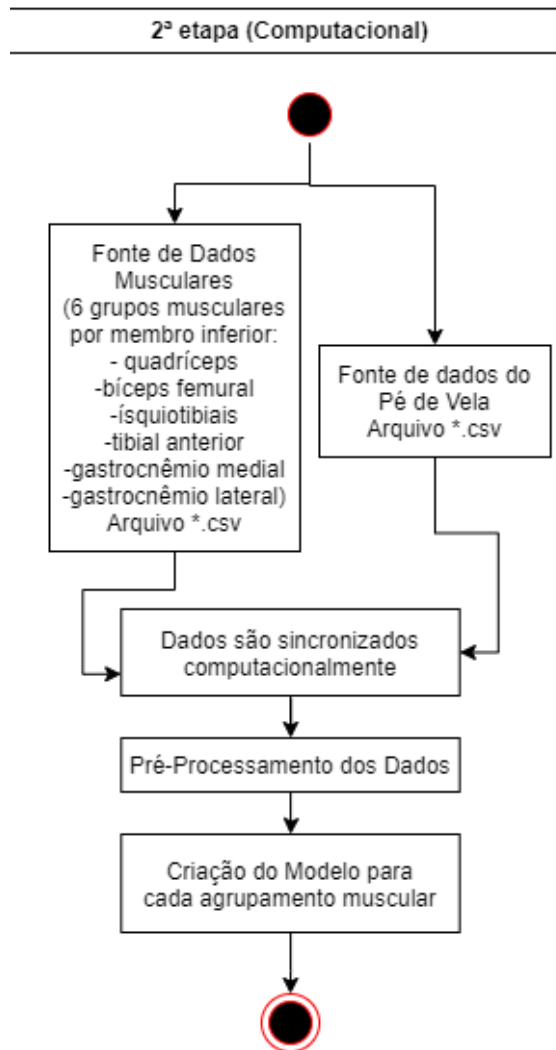 2ª etapa (Computacional)
Fonte de Dados
Musculares
(6 grupos musculares
por membro inferior:
- quadríceps
-bíceps femural
-ísquiotibiais
-tibial anterior
-gastrocnêmio medial
-gastrocnêmio lateral)
Arquivo *.csv
Fonte de dados do
Pé de Vela
Arquivo *.csv
Dados são sincronizados
computacionalmente
Pré-Processamento dos Dados
Criação do Modelo para
cada agrupamento muscular